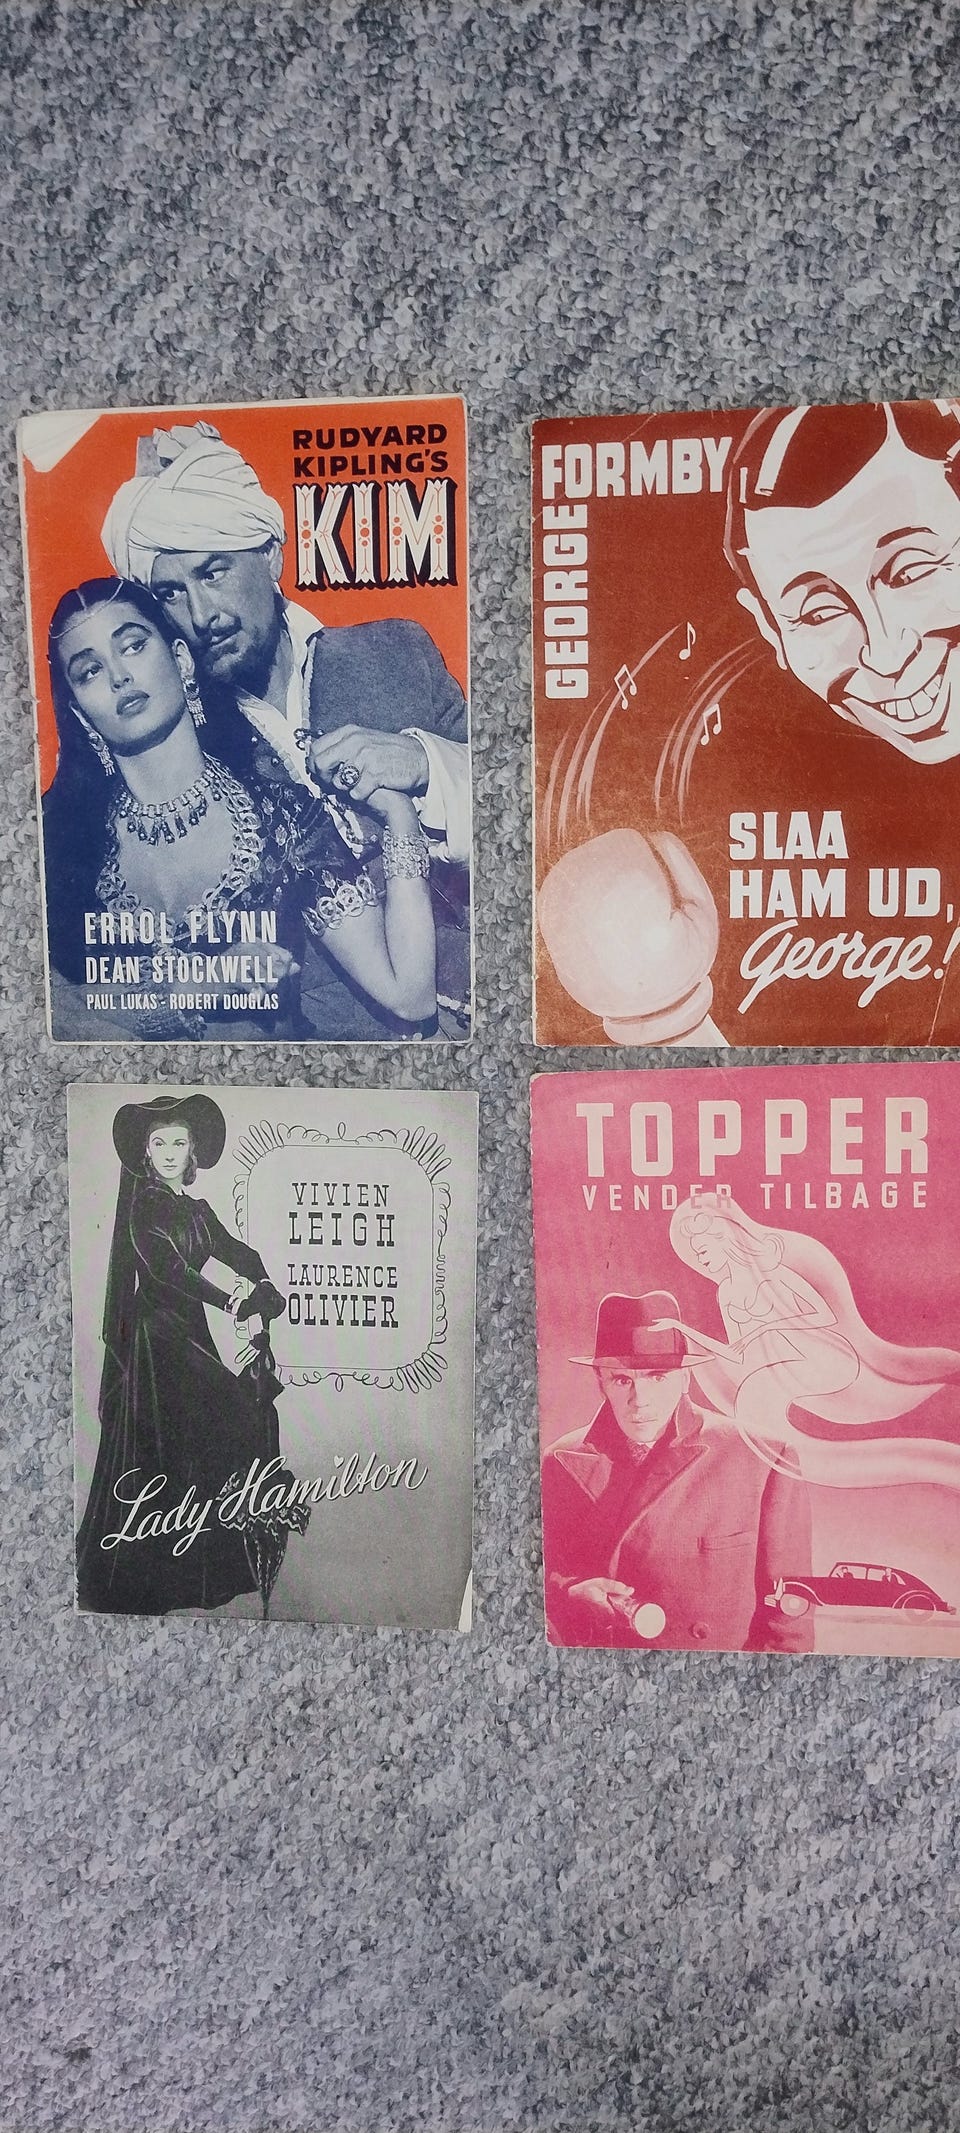 RUDYARD
KIPLING'S
KIM
ERROL FLYNN
DEAN STOCKWELL
PAUL LUKAS - ROBERT DOUGLAS
GEORGE
FORMBY
SLAA
HAM UD,
George!
VIVIEN
LEIGH
LAURENCE
OLIVIER
Lady Hamilton
TOPPER
VENDER TILBAGE